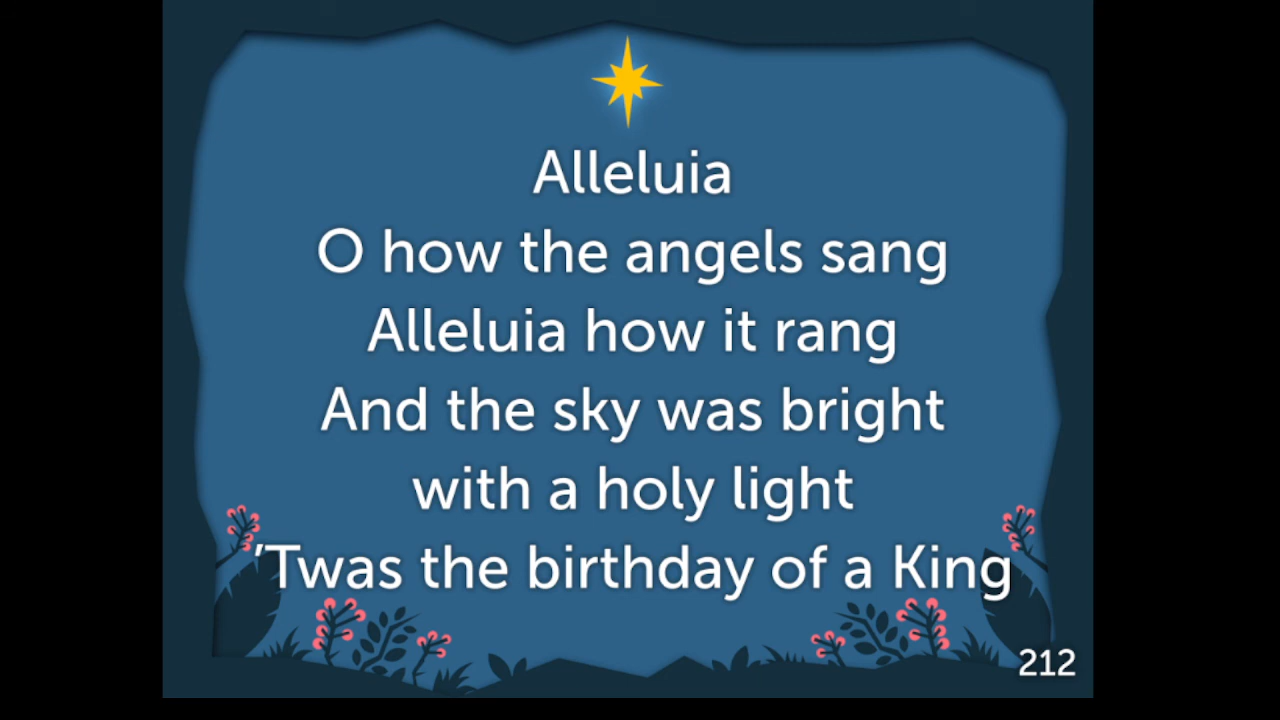 Alleluia
O how the angels sang
Alleluia how it rang
And the sky was bright
with a holy light
'Twas the birthday of a King
212